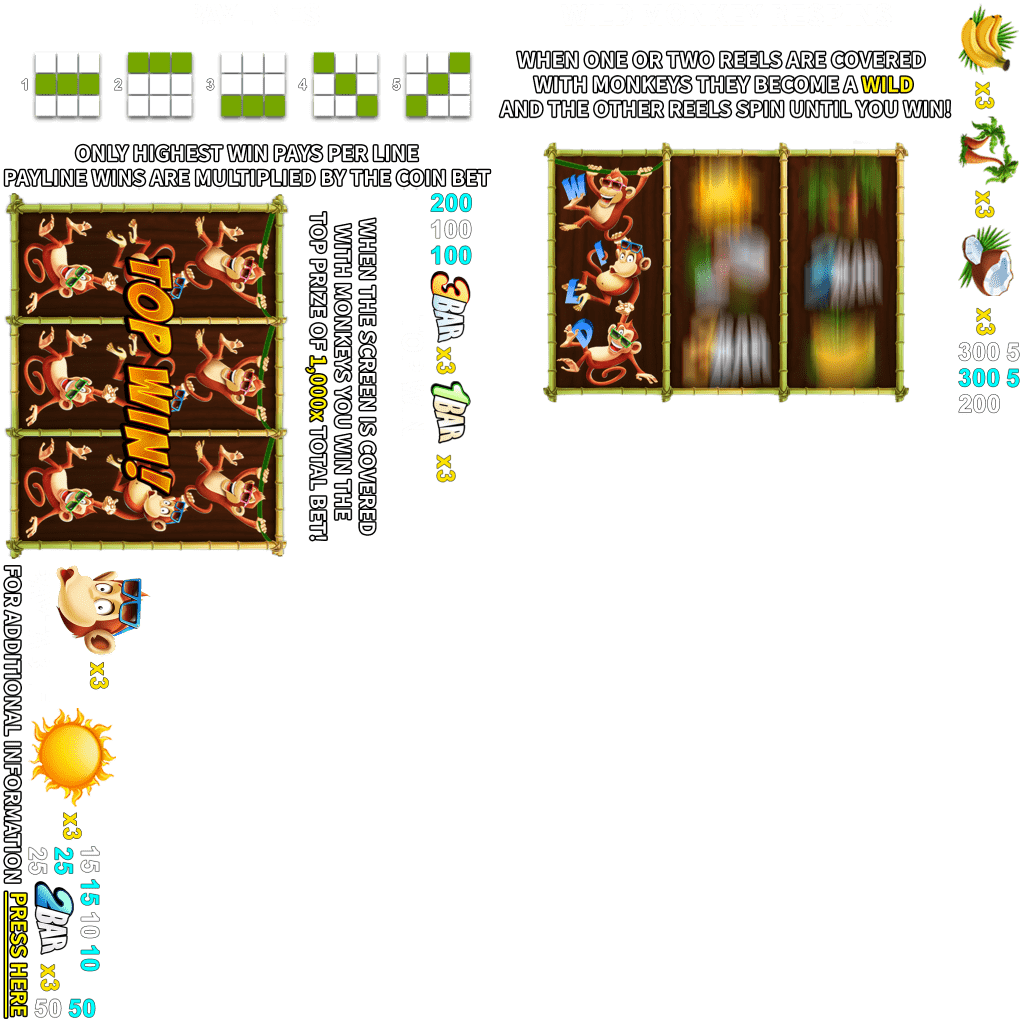 1
2
3
4
5
ONLY HIGHEST WIN PAYS PER LINE
PAYLINE WINS ARE MULTIPLIED BY THE COIN BET
WHEN ONE OR TWO REELS ARE COVERED
WITH MONKEYS THEY BECOME A WILD
AND THE OTHER REELS SPIN UNTIL YOU WIN!
WILD
TOP WIN!
WHEN THE SCREEN IS COVERED
WITH MONKEYS YOU WIN THE
TOP PRIZE OF 1,000x TOTAL BET!
200
100
100
3BAR x3
1BAR x3
x3
x3
x3
300 5
300 5
200
x3
x3
FOR ADDITIONAL INFORMATION PRESS HERE
15 15 10 10
25
25
2BAR x3
50 50